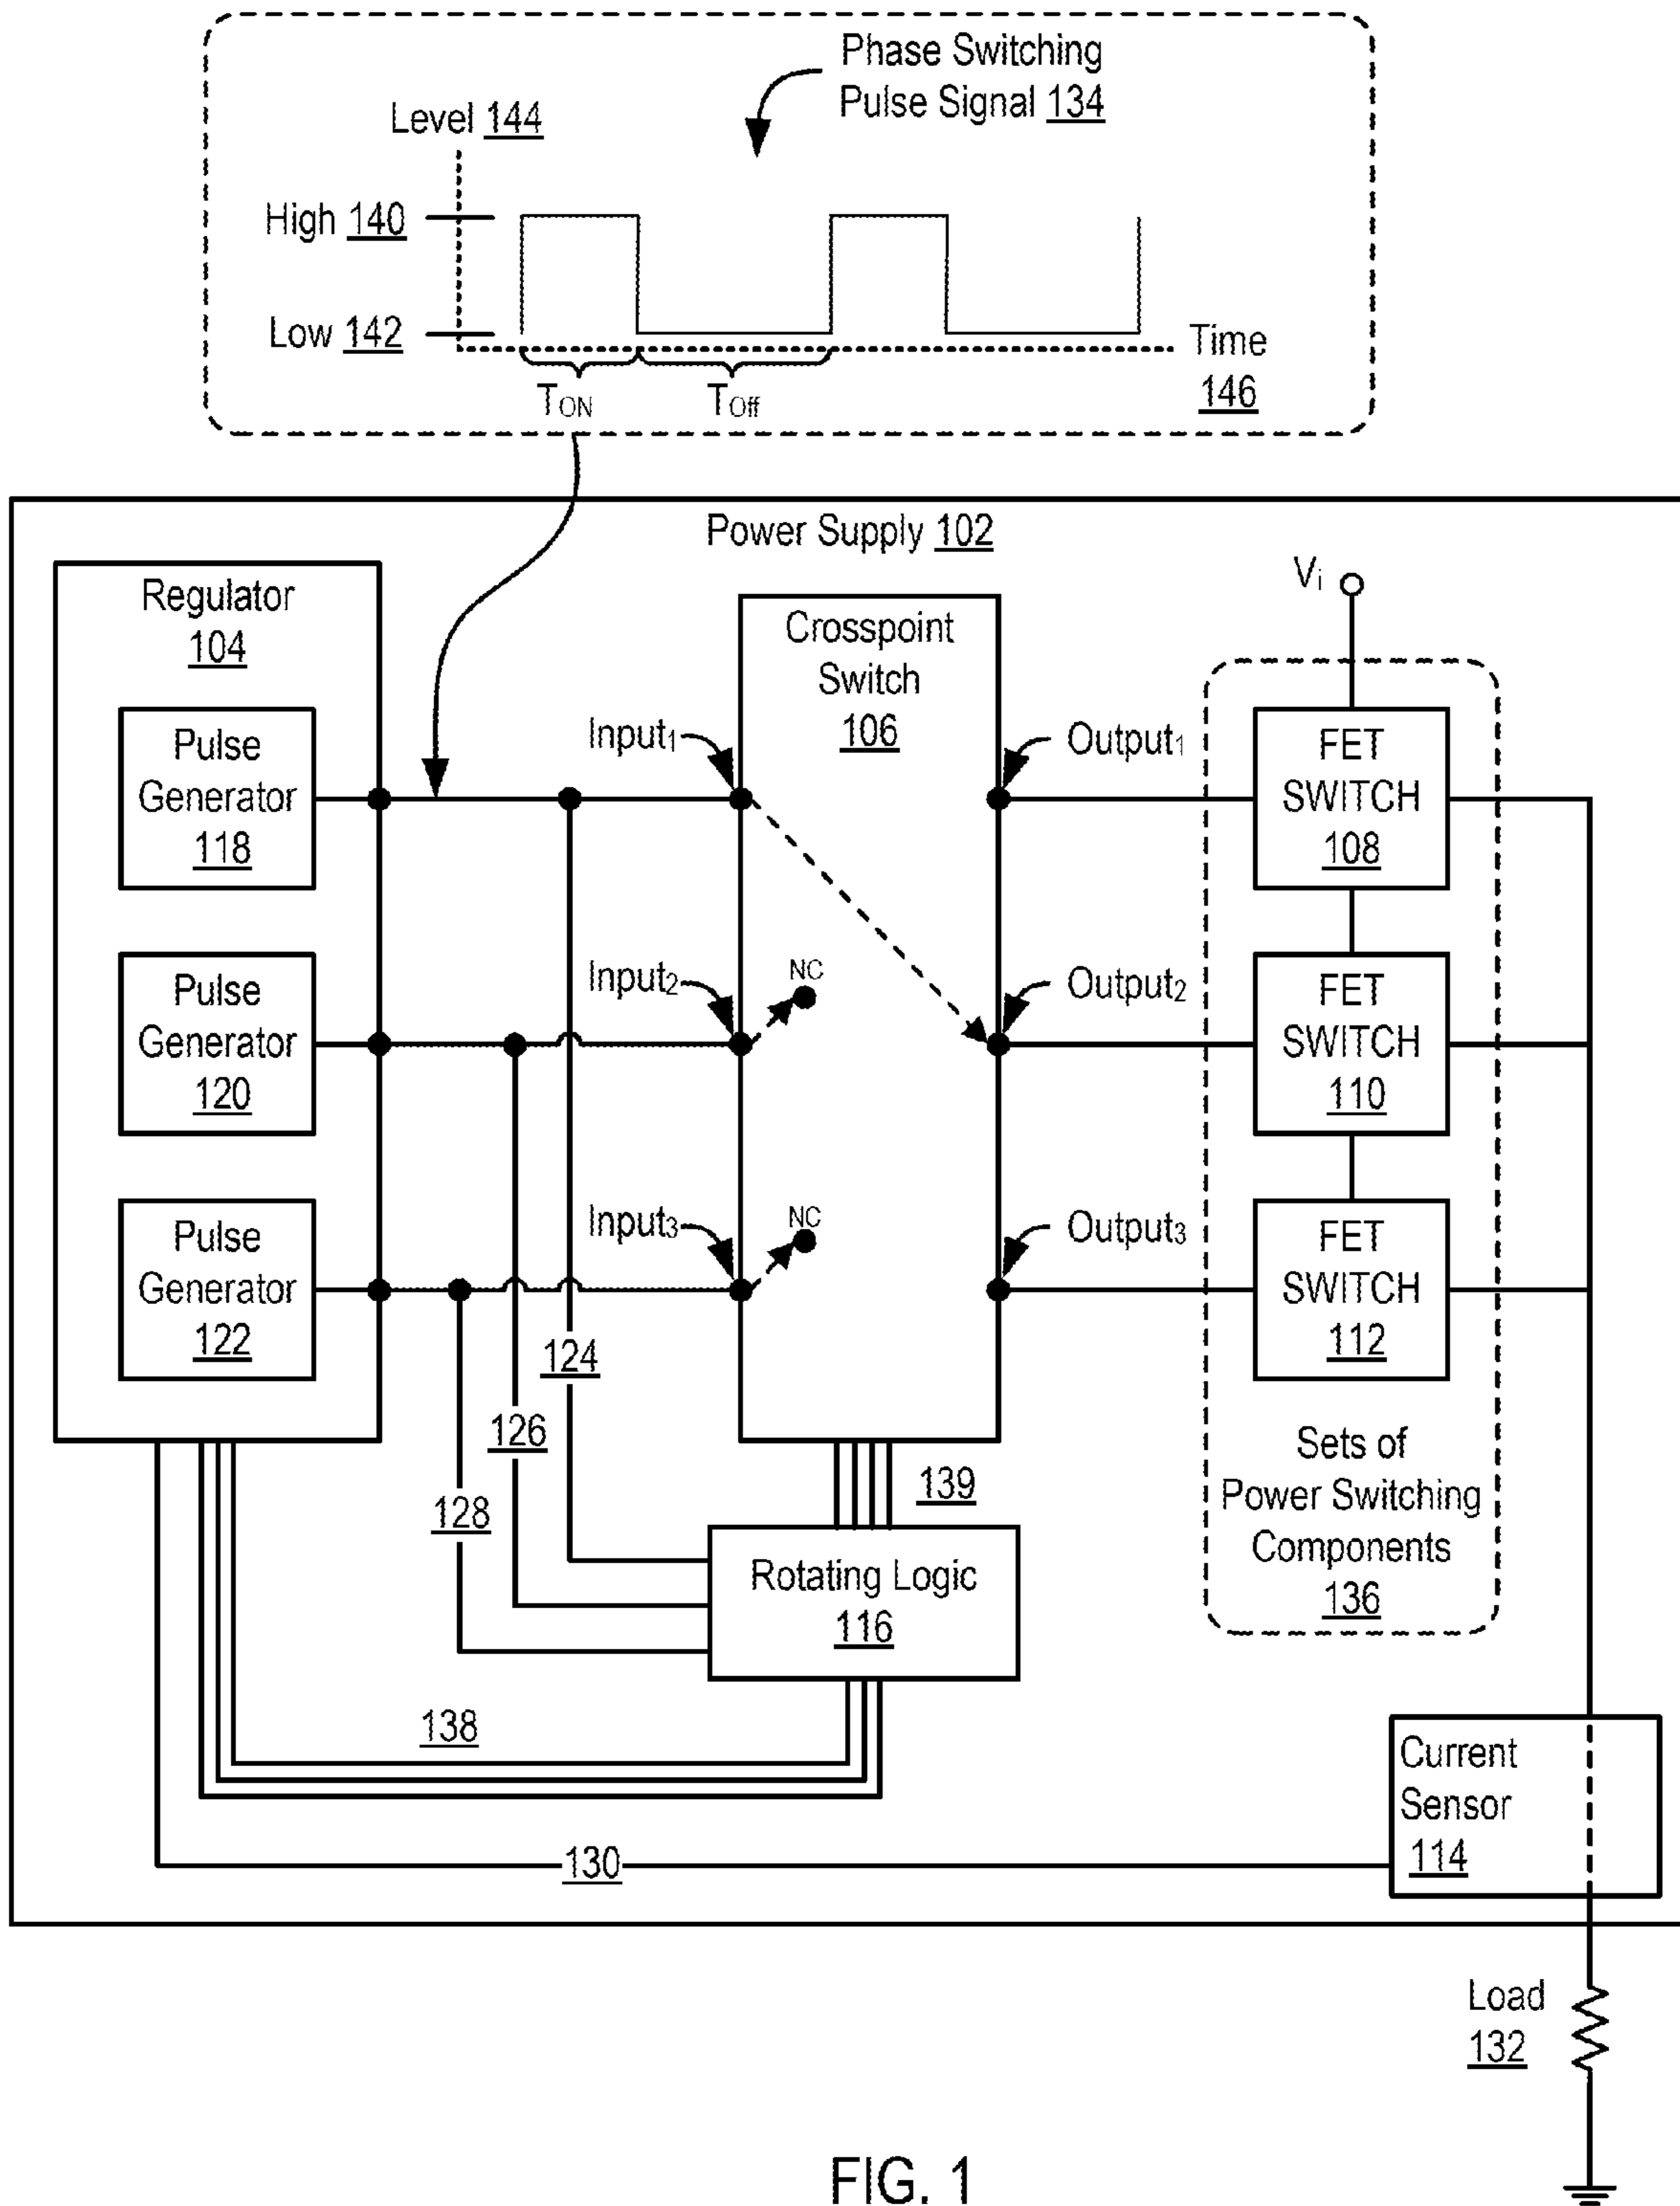 Phase Switching
Pulse Signal 134
Level 144
High 140
Low 142
Time
146
TON
TOff
Power Supply 102
Regulator
104
Crosspoint
Switch
106
Vi
Pulse
Generator
118
Input1
Output1
FET
SWITCH
108
Pulse
Generator
120
Input2
NC
Output2
FET
SWITCH
110
Pulse
Generator
122
Input3
NC
Output3
FET
SWITCH
112
124
126
128
139
Sets of
Power Switching
Components
136
Rotating Logic
116
138
Current
Sensor
114
130
Load
132
FIG. 1